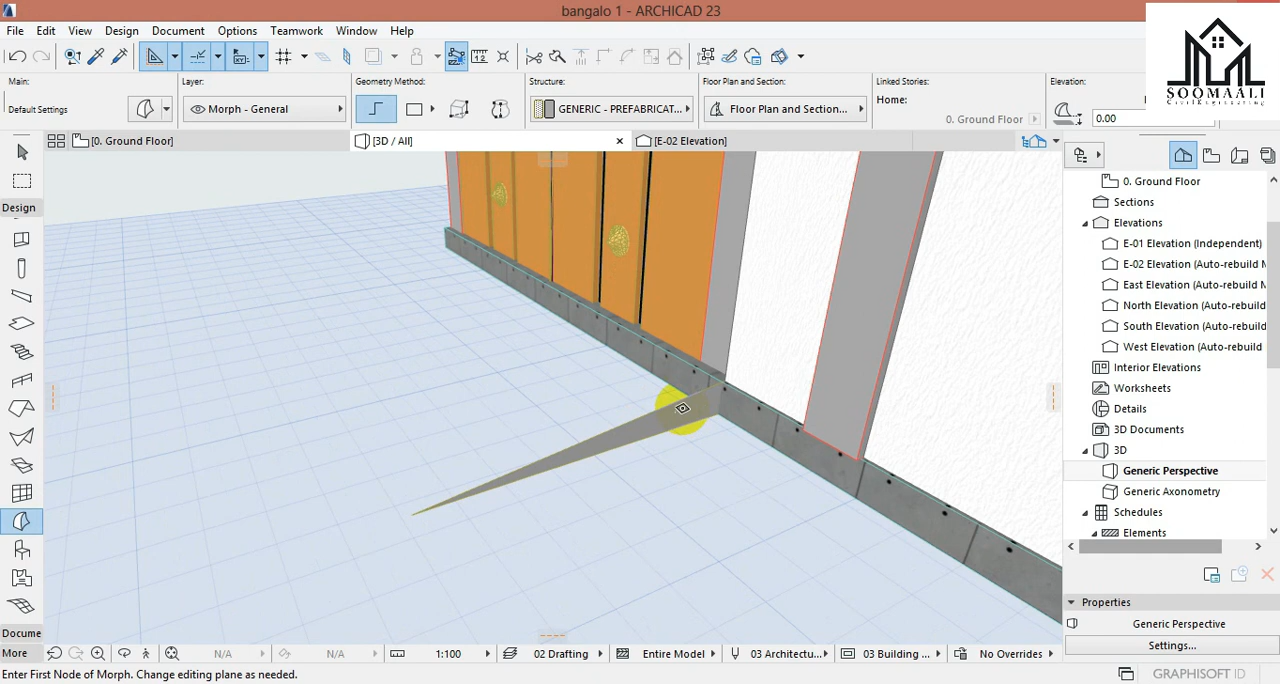 bangalo 1 - ARCHICAD 23
File Edit View Design Document Options Teamwork Window Help
Main: Layer: Geometry Method: Structure: Floor Plan and Section: Linked Stories: Elevation:
Default Settings Morph - General GENERIC - PREFABRICAT... Floor Plan and Section... Home: 0. Ground Floor 0.00
SOOMAALI
Civil Engineering
[0. Ground Floor] [3D / All] [E-02 Elevation]
Design
0. Ground Floor
Sections
Elevations
E-01 Elevation (Independent)
E-02 Elevation (Auto-rebuild M
East Elevation (Auto-rebuild
North Elevation (Auto-rebuild
South Elevation (Auto-rebuild
West Elevation (Auto-rebuild
Interior Elevations
Worksheets
Details
3D Documents
3D
Generic Perspective
Generic Axonometry
Schedules
Elements
Properties
Generic Perspective
Settings...
Docume
More N/A N/A 1:100 02 Drafting Entire Model 03 Architectu... 03 Building ... No Overrides
Enter First Node of Morph. Change editing plane as needed. GRAPHISOFT ID